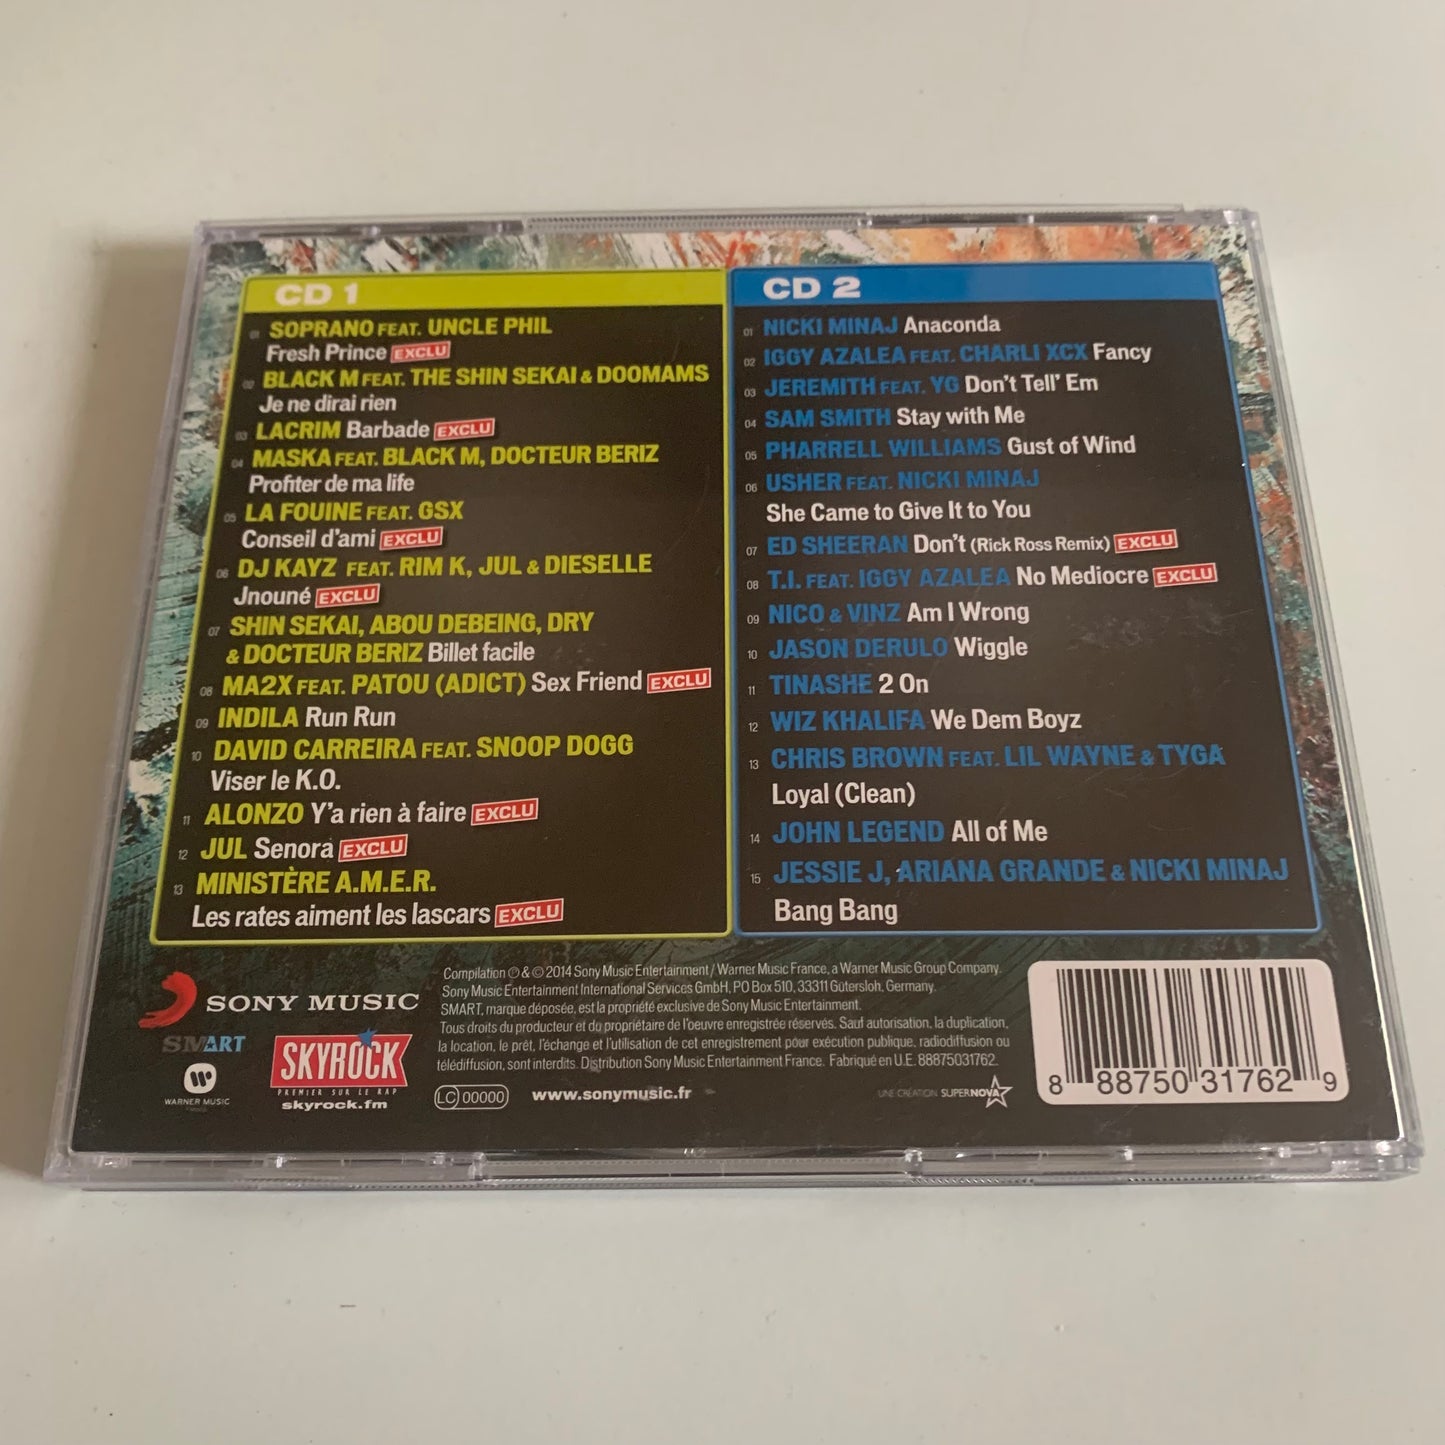 CD 1
01 SOPRANO FEAT. UNCLE PHIL
Fresh Prince EXCLU
02 BLACK M FEAT. THE SHIN SEKAI & DOOMAMS
Je ne dirai rien
03 LACRIM Barbade EXCLU
04 MASKA FEAT. BLACK M, DOCTEUR BERIZ
Profiter de ma life
05 LA FOUINE FEAT. GSX
Conseil d'ami EXCLU
06 DJ KAYZ FEAT. RIM K, JUL & DIESELLE
Jnouné EXCLU
07 SHIN SEKAI, ABOU DEBEING, DRY
& DOCTEUR BERIZ Billet facile
08 MA2X FEAT. PATOU (ADICT) Sex Friend EXCLU
09 INDILA Run Run
10 DAVID CARREIRA FEAT. SNOOP DOGG
Viser le K.O.
11 ALONZO Y'a rien à faire EXCLU
12 JUL Senora EXCLU
13 MINISTÈRE A.M.E.R.
Les rates aiment les lascars EXCLU
CD 2
01 NICKI MINAJ Anaconda
02 IGGY AZALEA FEAT. CHARLI XCX Fancy
03 JEREMITH FEAT. YG Don't Tell' Em
04 SAM SMITH Stay with Me
05 PHARRELL WILLIAMS Gust of Wind
06 USHER FEAT. NICKI MINAJ
She Came to Give It to You
07 ED SHEERAN Don't (Rick Ross Remix) EXCLU
08 T.I. FEAT. IGGY AZALEA No Mediocre EXCLU
09 NICO & VINZ Am I Wrong
10 JASON DERULO Wiggle
11 TINASHE 2 On
12 WIZ KHALIFA We Dem Boyz
13 CHRIS BROWN FEAT. LIL WAYNE & TYGA
Loyal (Clean)
14 JOHN LEGEND All of Me
15 JESSIE J, ARIANA GRANDE & NICKI MINAJ
Bang Bang
SONY MUSIC
SMART
WARNER MUSIC
SKYROCK
PREMIER SUR LE RAP
skyrock.fm
Compilation ℗ & © 2014 Sony Music Entertainment / Warner Music France, a Warner Music Group Company.
Sony Music Entertainment International Services GmbH, PO Box 510, 33311 Gütersloh, Germany.
SMART, marque déposée, est la propriété exclusive de Sony Music Entertainment.
Tous droits du producteur et du propriétaire de l'oeuvre enregistrée réservés. Sauf autorisation, la duplication,
la location, le prêt, l'échange et l'utilisation de cet enregistrement pour exécution publique, radiodiffusion ou
télédiffusion, sont interdits. Distribution Sony Music Entertainment France. Fabriqué en U.E. 88875031762.
LC 00000
www.sonymusic.fr
UNE CRÉATION SUPERNOVA
8 88750 31762 9